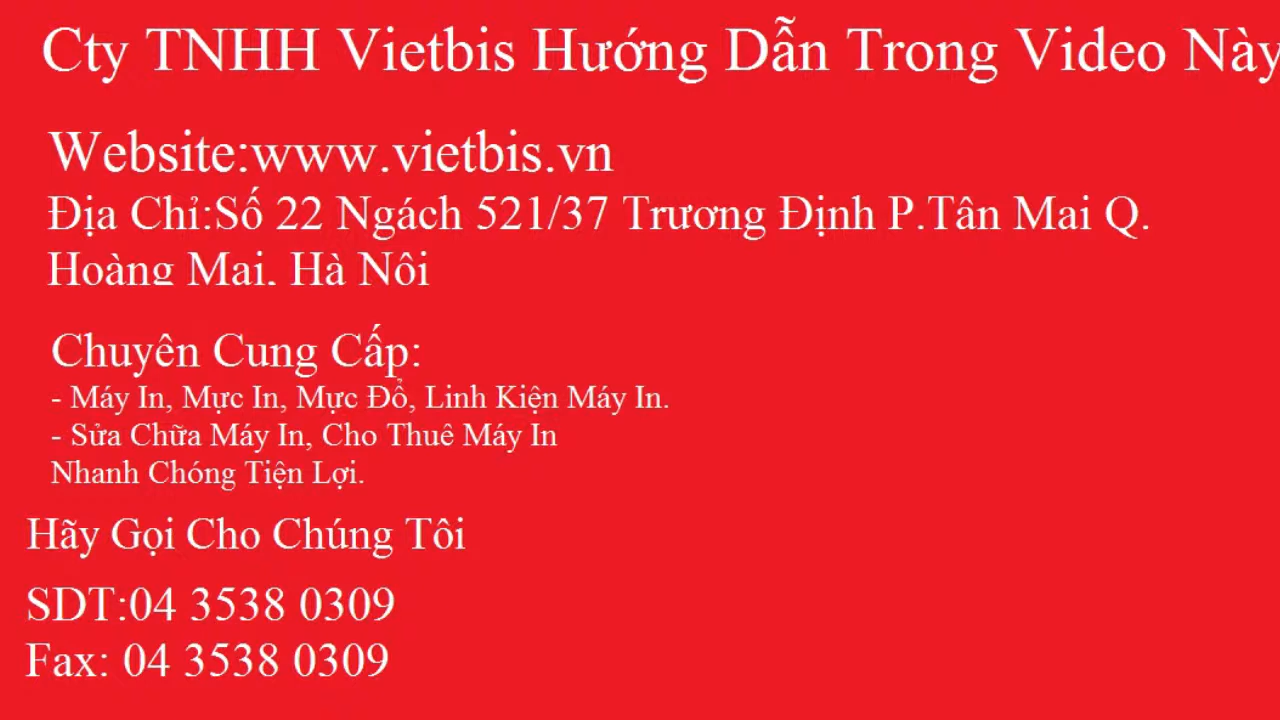 Cty TNHH Vietbis Hướng Dẫn Trong Video Này
Website:www.vietbis.vn
Địa Chỉ:Số 22 Ngách 521/37 Trương Định P.Tân Mai Q.
Hoàng Mai, Hà Nội
Chuyên Cung Cấp:
- Máy In, Mực In, Mực Đổ, Linh Kiện Máy In.
- Sửa Chữa Máy In, Cho Thuê Máy In
Nhanh Chóng Tiện Lợi.
Hãy Gọi Cho Chúng Tôi
SDT:04 3538 0309
Fax: 04 3538 0309